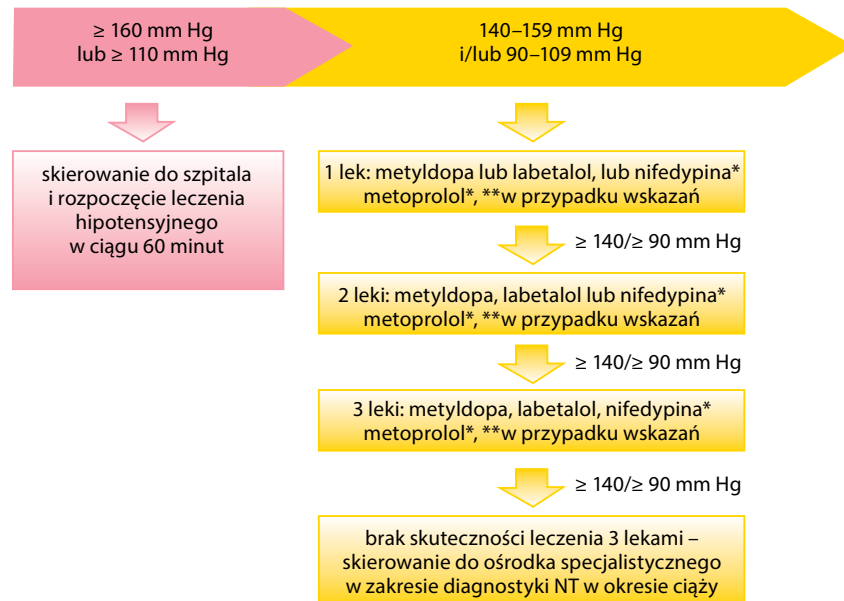 ≥ 160 mm Hg
lub ≥ 110 mm Hg
140–159 mm Hg
i/lub 90–109 mm Hg
skierowanie do szpitala
i rozpoczęcie leczenia
hipotensyjnego
w ciągu 60 minut
1 lek: metyldopa lub labetalol, lub nifedypina*
metoprolol*, **w przypadku wskazań
≥ 140/≥ 90 mm Hg
2 leki: metyldopa, labetalol lub nifedypina*
metoprolol*, **w przypadku wskazań
≥ 140/≥ 90 mm Hg
3 leki: metyldopa, labetalol, nifedypina*
metoprolol*, **w przypadku wskazań
≥ 140/≥ 90 mm Hg
brak skuteczności leczenia 3 lekami –
skierowanie do ośrodka specjalistycznego
w zakresie diagnostyki NT w okresie ciąży